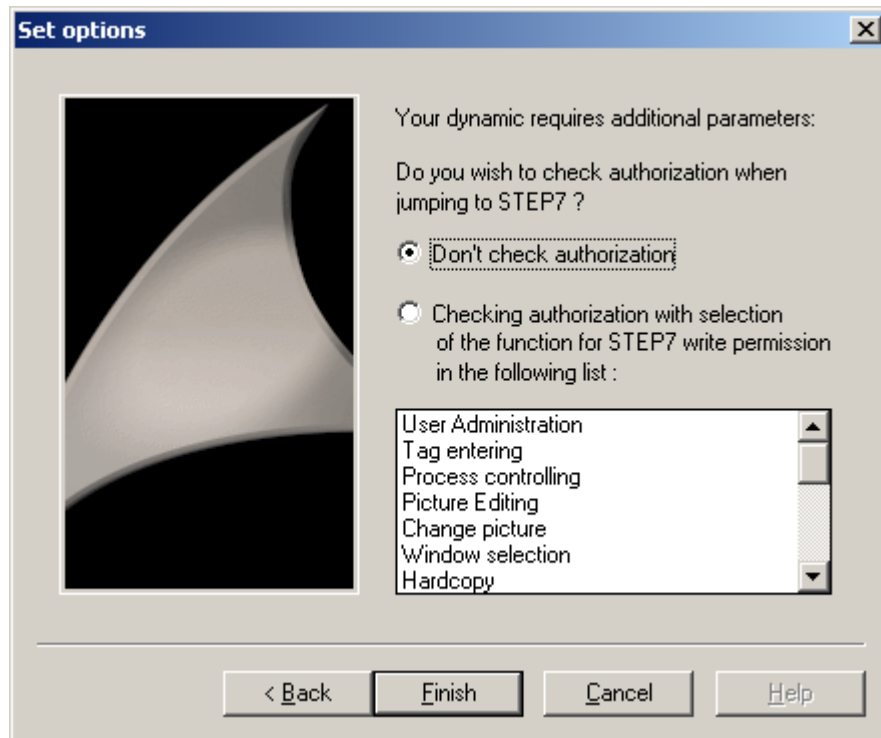 Set options
Your dynamic requires additional parameters:
Do you wish to check authorization when
jumping to STEP7 ?
Don't check authorization
Checking authorization with selection
of the function for STEP7 write permission
in the following list :
User Administration
Tag entering
Process controlling
Picture Editing
Change picture
Window selection
Hardcopy
< Back
Finish
Cancel
Help